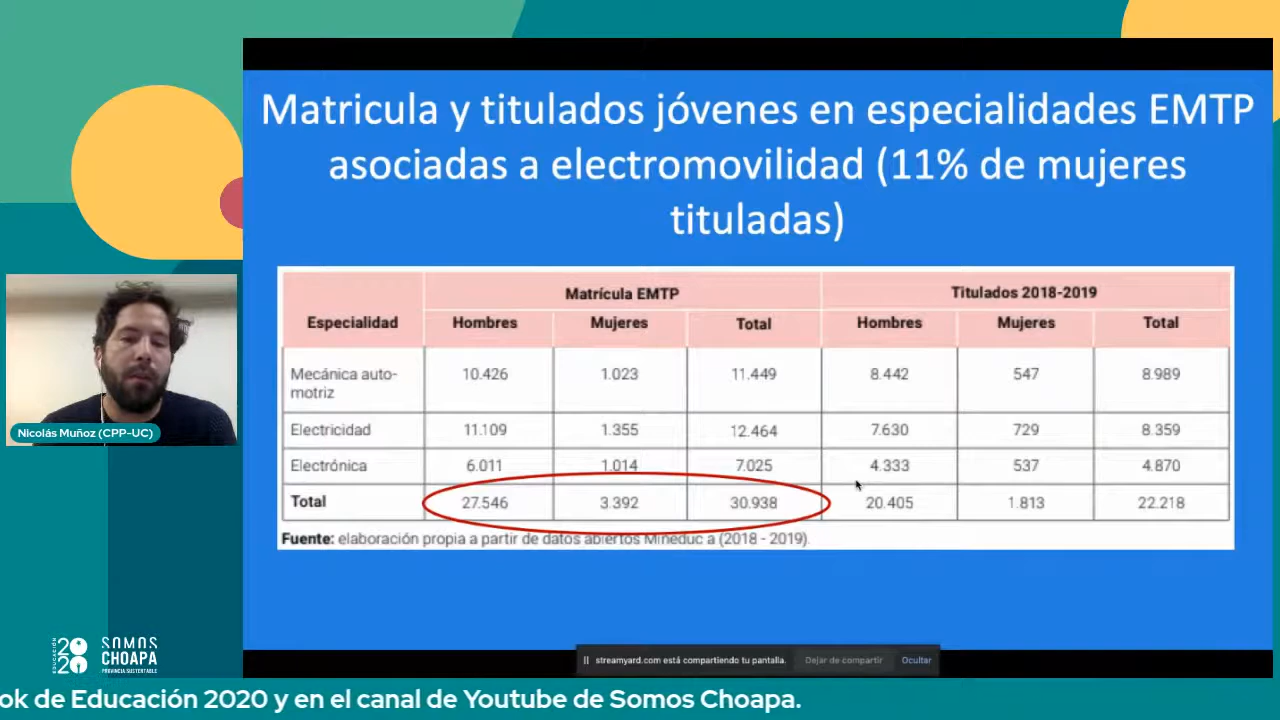 Matricula y titulados jóvenes en especialidades EMTP
asociadas a electromovilidad (11% de mujeres
tituladas)
Especialidad Matrícula EMTP Titulados 2018-2019
Hombres Mujeres Total Hombres Mujeres Total
Mecánica auto-
motriz 10.426 1.023 11.449 8.442 547 8.989
Electricidad 11.109 1.355 12.464 7.630 729 8.359
Electrónica 6.011 1.014 7.025 4.333 537 4.870
Total 27.546 3.392 30.938 20.405 1.813 22.218
Fuente: elaboración propia a partir de datos abiertos Mineduc a (2018 - 2019).
Nicolás Muñoz (CPP-UC)
EDUCACIÓN
20
20
SOMOS
CHOAPA
PROVINCIA SUSTENTABLE
streamyard.com está compartiendo tu pantalla. Dejar de compartir Ocultar
ok de Educación 2020 y en el canal de Youtube de Somos Choapa.